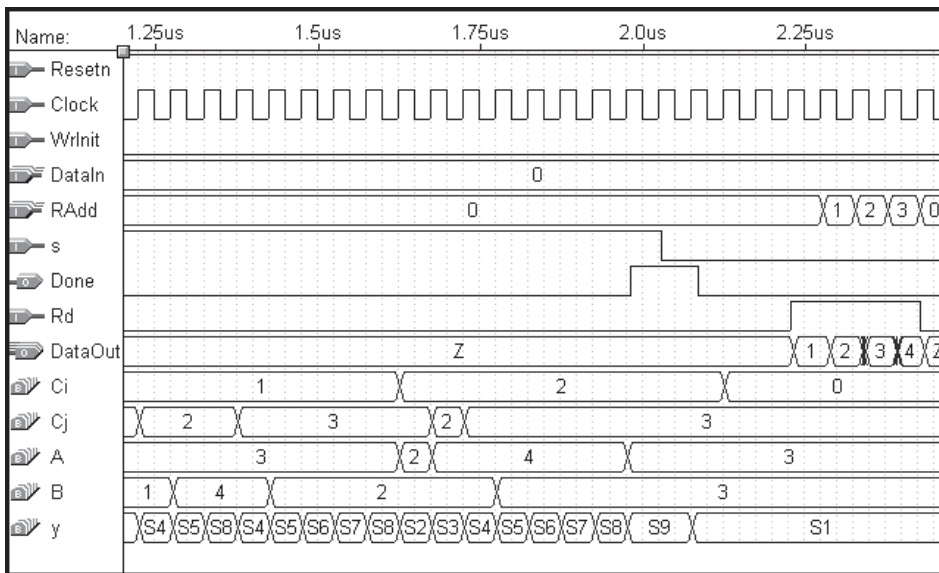 Name: 1.25us 1.5us 1.75us 2.0us 2.25us
Resetn
Clock
WrInit
DataIn 0
RAdd 0 1 2 3 0
s
Done
Rd
DataOut Z 1 2 3 4 Z
Ci 1 2 0
Cj 2 3 2 3
A 3 2 4 3
B 1 4 2 3
y S4 S5 S8 S4 S5 S6 S7 S8 S2 S3 S4 S5 S6 S7 S8 S9 S1